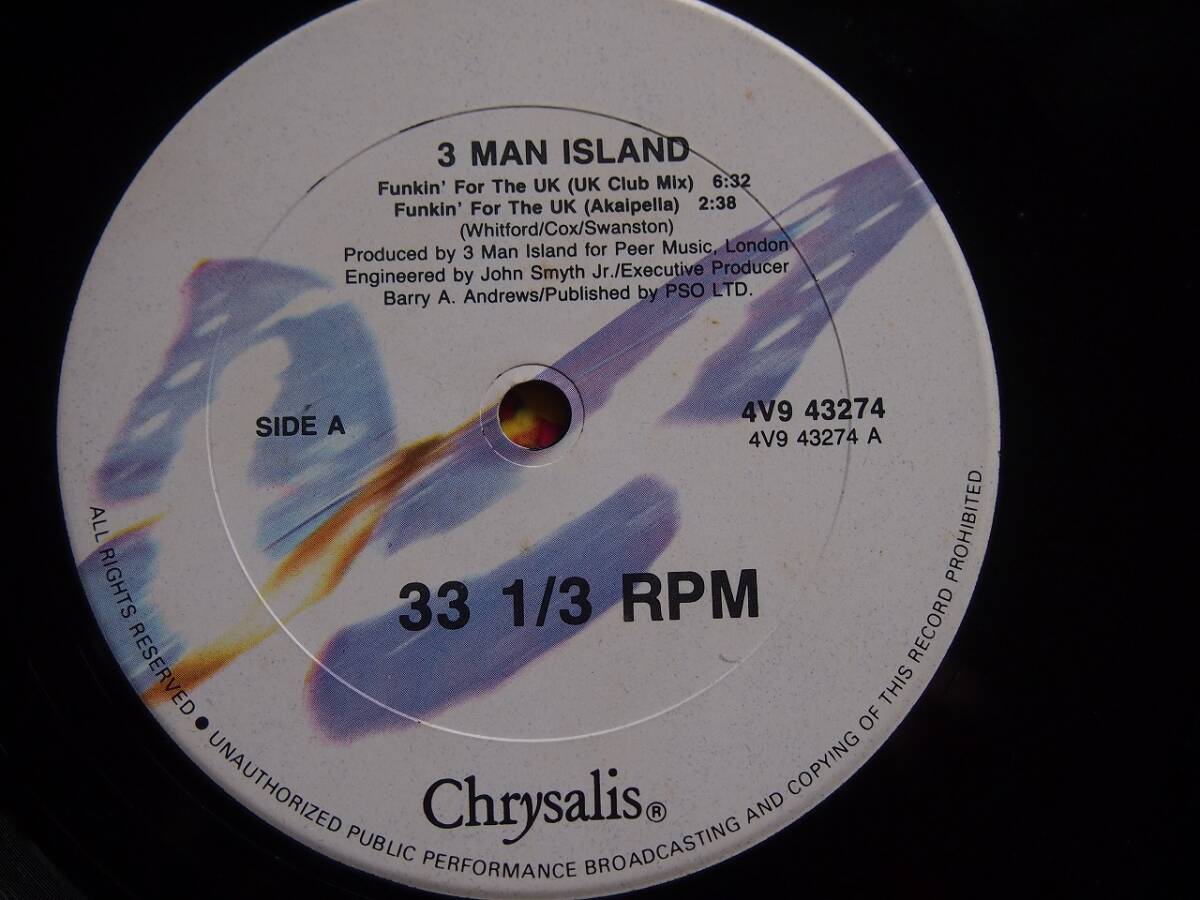 3 MAN ISLAND
Funkin' For The UK (UK Club Mix) 6:32
Funkin' For The UK (Akaipella) 2:38
(Whitford/Cox/Swanston)
Produced by 3 Man Island for Peer Music, London
Engineered by John Smyth Jr./Executive Producer
Barry A. Andrews/Published by PSO LTD.
SIDE A
4V9 43274
4V9 43274 A
33 1/3 RPM
Chrysalis®
ALL RIGHTS RESERVED ● UNAUTHORIZED PUBLIC PERFORMANCE BROADCASTING AND COPYING OF THIS RECORD PROHIBITED.